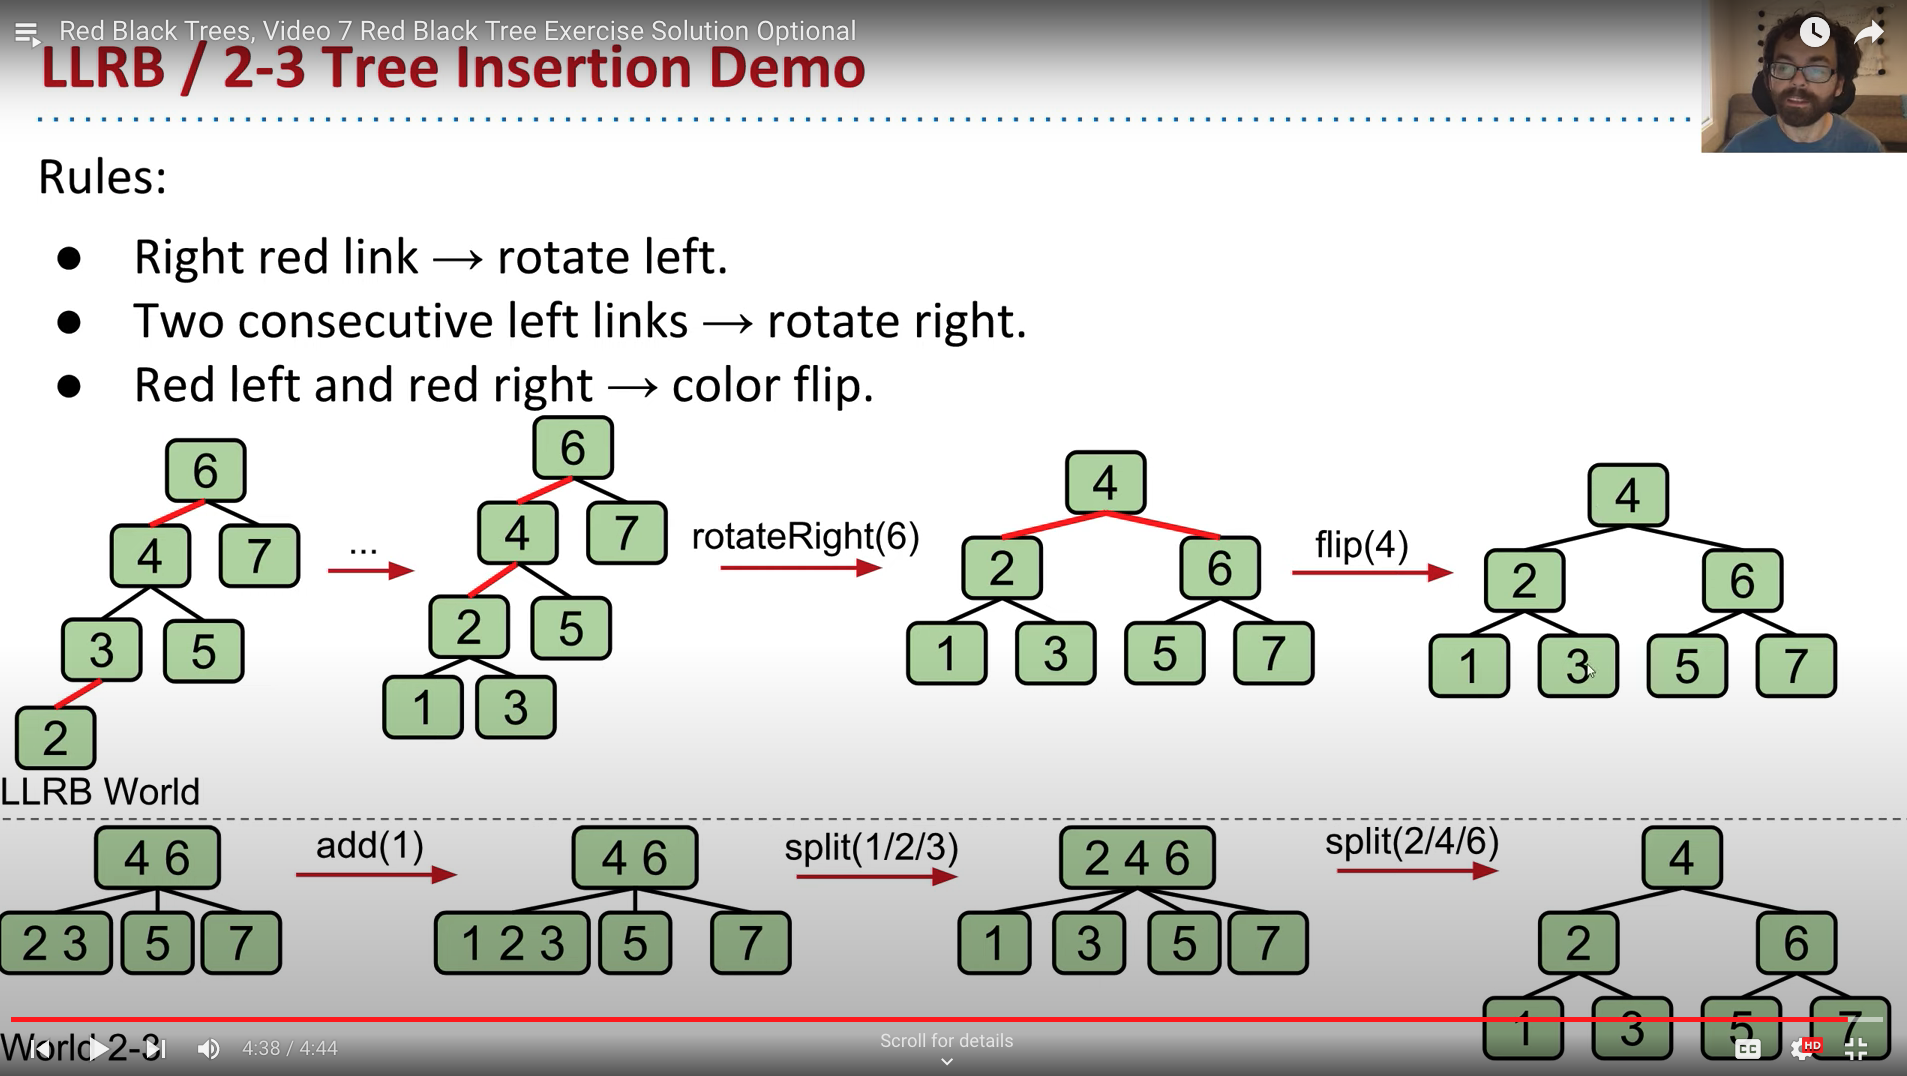 Red Black Trees, Video 7 Red Black Tree Exercise Solution Optional
LLRB / 2-3 Tree Insertion Demo
Rules:
● Right red link → rotate left.
● Two consecutive left links → rotate right.
● Red left and red right → color flip.
6
4 7
3 5
2
...
6
4 7
2 5
1 3
rotateRight(6)
4
2 6
1 3 5 7
flip(4)
4
2 6
1 3 5 7
LLRB World
4 6
2 3 5 7
add(1)
4 6
1 2 3 5 7
split(1/2/3)
2 4 6
1 3 5 7
split(2/4/6)
4
2 6
1 3 5 7
World 2-3
4:38 / 4:44
Scroll for details
CC
HD